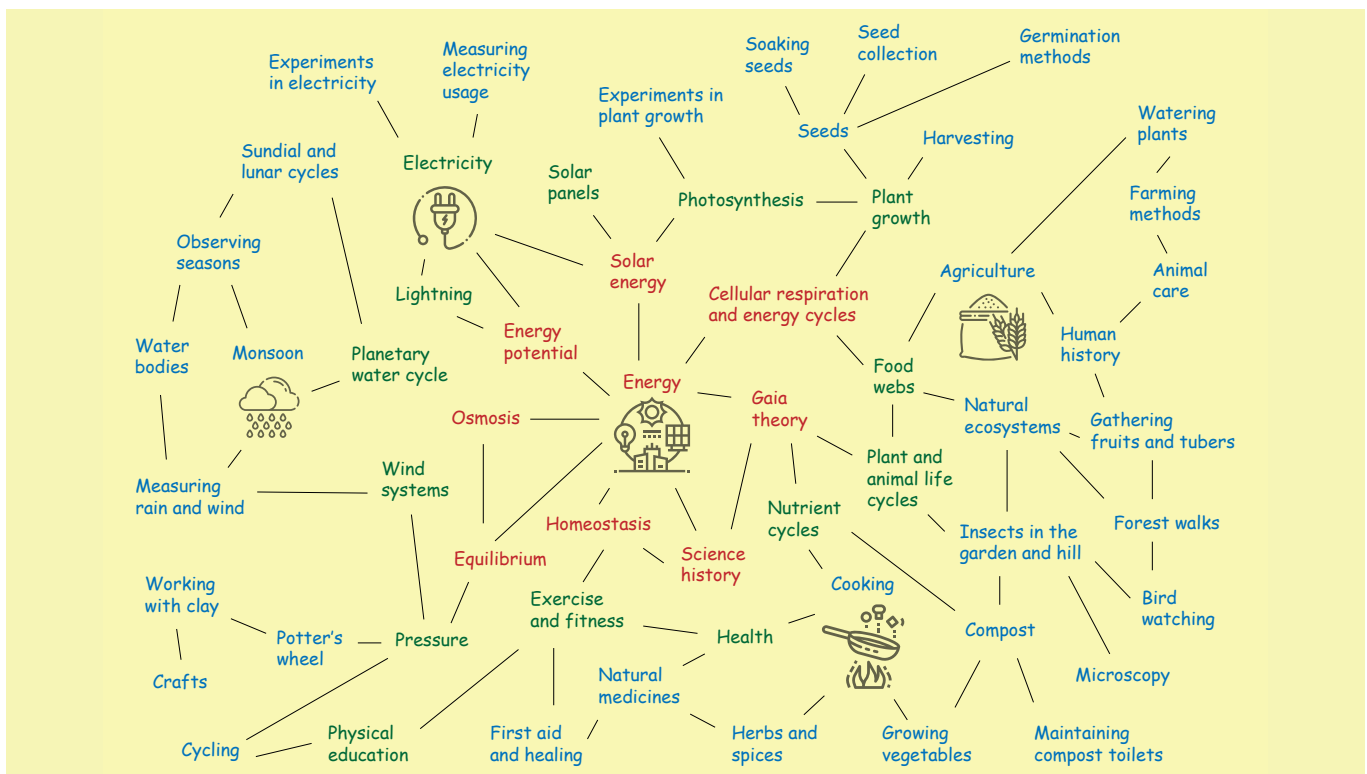 Experiments
in electricity
Measuring
electricity
usage
Soaking
seeds
Seed
collection
Germination
methods
Experiments in
plant growth
Seeds
Harvesting
Watering
plants
Sundial and
lunar cycles
Electricity
Solar
panels
Photosynthesis
Plant
growth
Farming
methods
Observing
seasons
Solar
energy
Agriculture
Animal
care
Lightning
Cellular respiration
and energy cycles
Energy
potential
Human
history
Water
bodies
Monsoon
Planetary
water cycle
Energy
Food
webs
Osmosis
Gaia
theory
Natural
ecosystems
Gathering
fruits and tubers
Wind
systems
Plant and
animal life
cycles
Measuring
rain and wind
Nutrient
cycles
Homeostasis
Forest walks
Equilibrium
Science
history
Insects in the
garden and hill
Working
with clay
Exercise
and fitness
Cooking
Bird
watching
Potter’s
wheel
Pressure
Health
Compost
Crafts
Natural
medicines
Microscopy
Cycling
Physical
education
First aid
and healing
Herbs and
spices
Growing
vegetables
Maintaining
compost toilets